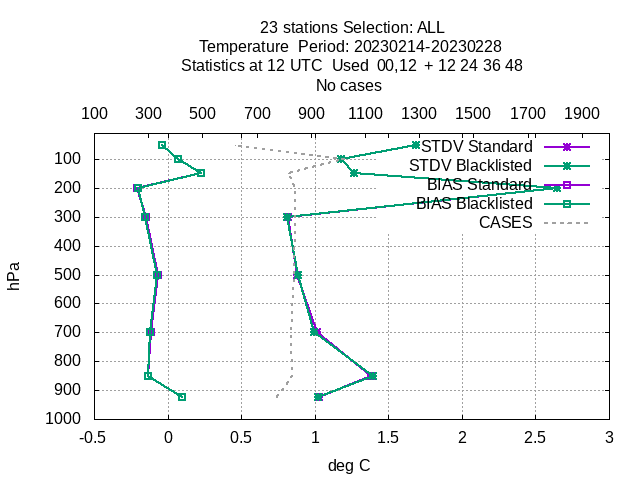 23 stations Selection: ALL
Temperature  Period: 20230214-20230228
Statistics at 12 UTC  Used  00,12  + 12 24 36 48
No cases
100 300 500 700 900 1100 1300 1500 1700 1900
STDV Standard
STDV Blacklisted
BIAS Standard
BIAS Blacklisted
CASES
100
200
300
400
500
600
700
800
900
1000
hPa
-0.5 0 0.5 1 1.5 2 2.5 3
deg C